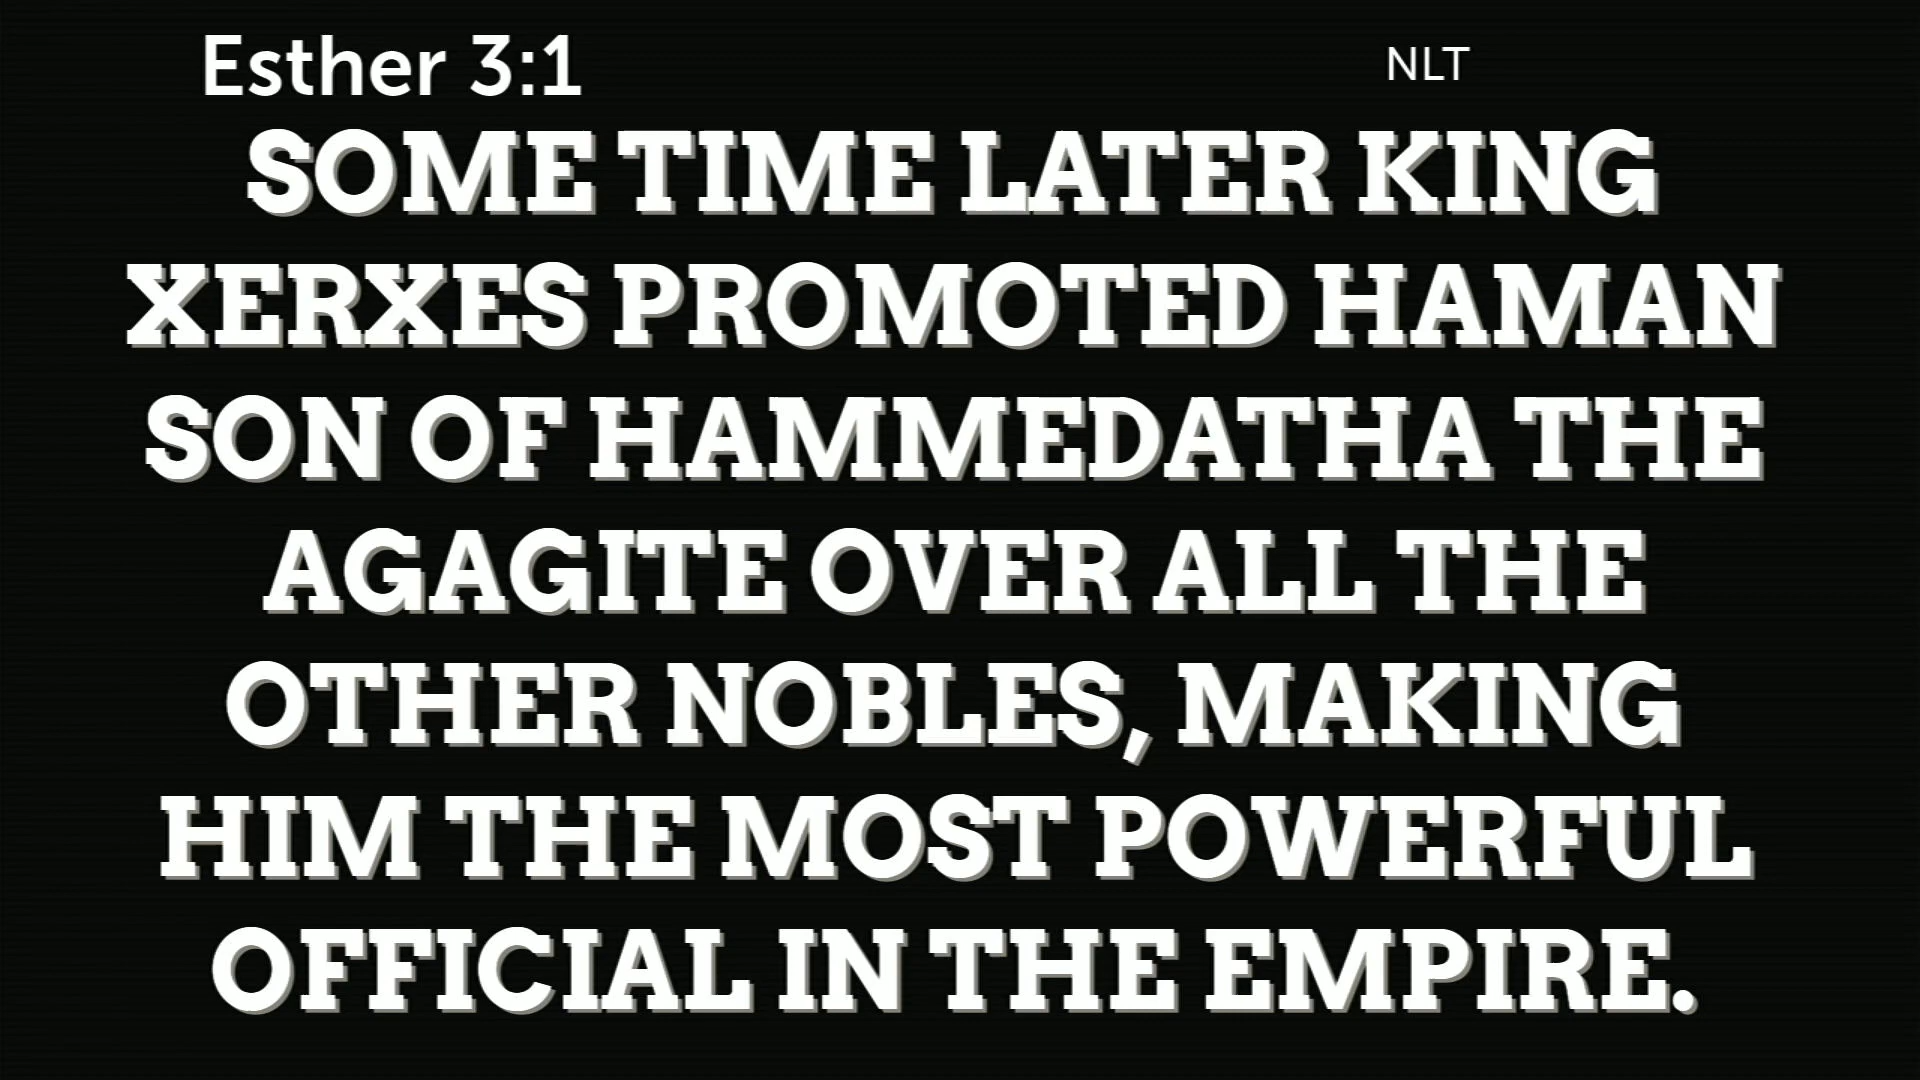 Esther 3:1 NLT
SOME TIME LATER KING
XERXES PROMOTED HAMAN
SON OF HAMMEDATHA THE
AGAGITE OVER ALL THE
OTHER NOBLES, MAKING
HIM THE MOST POWERFUL
OFFICIAL IN THE EMPIRE.